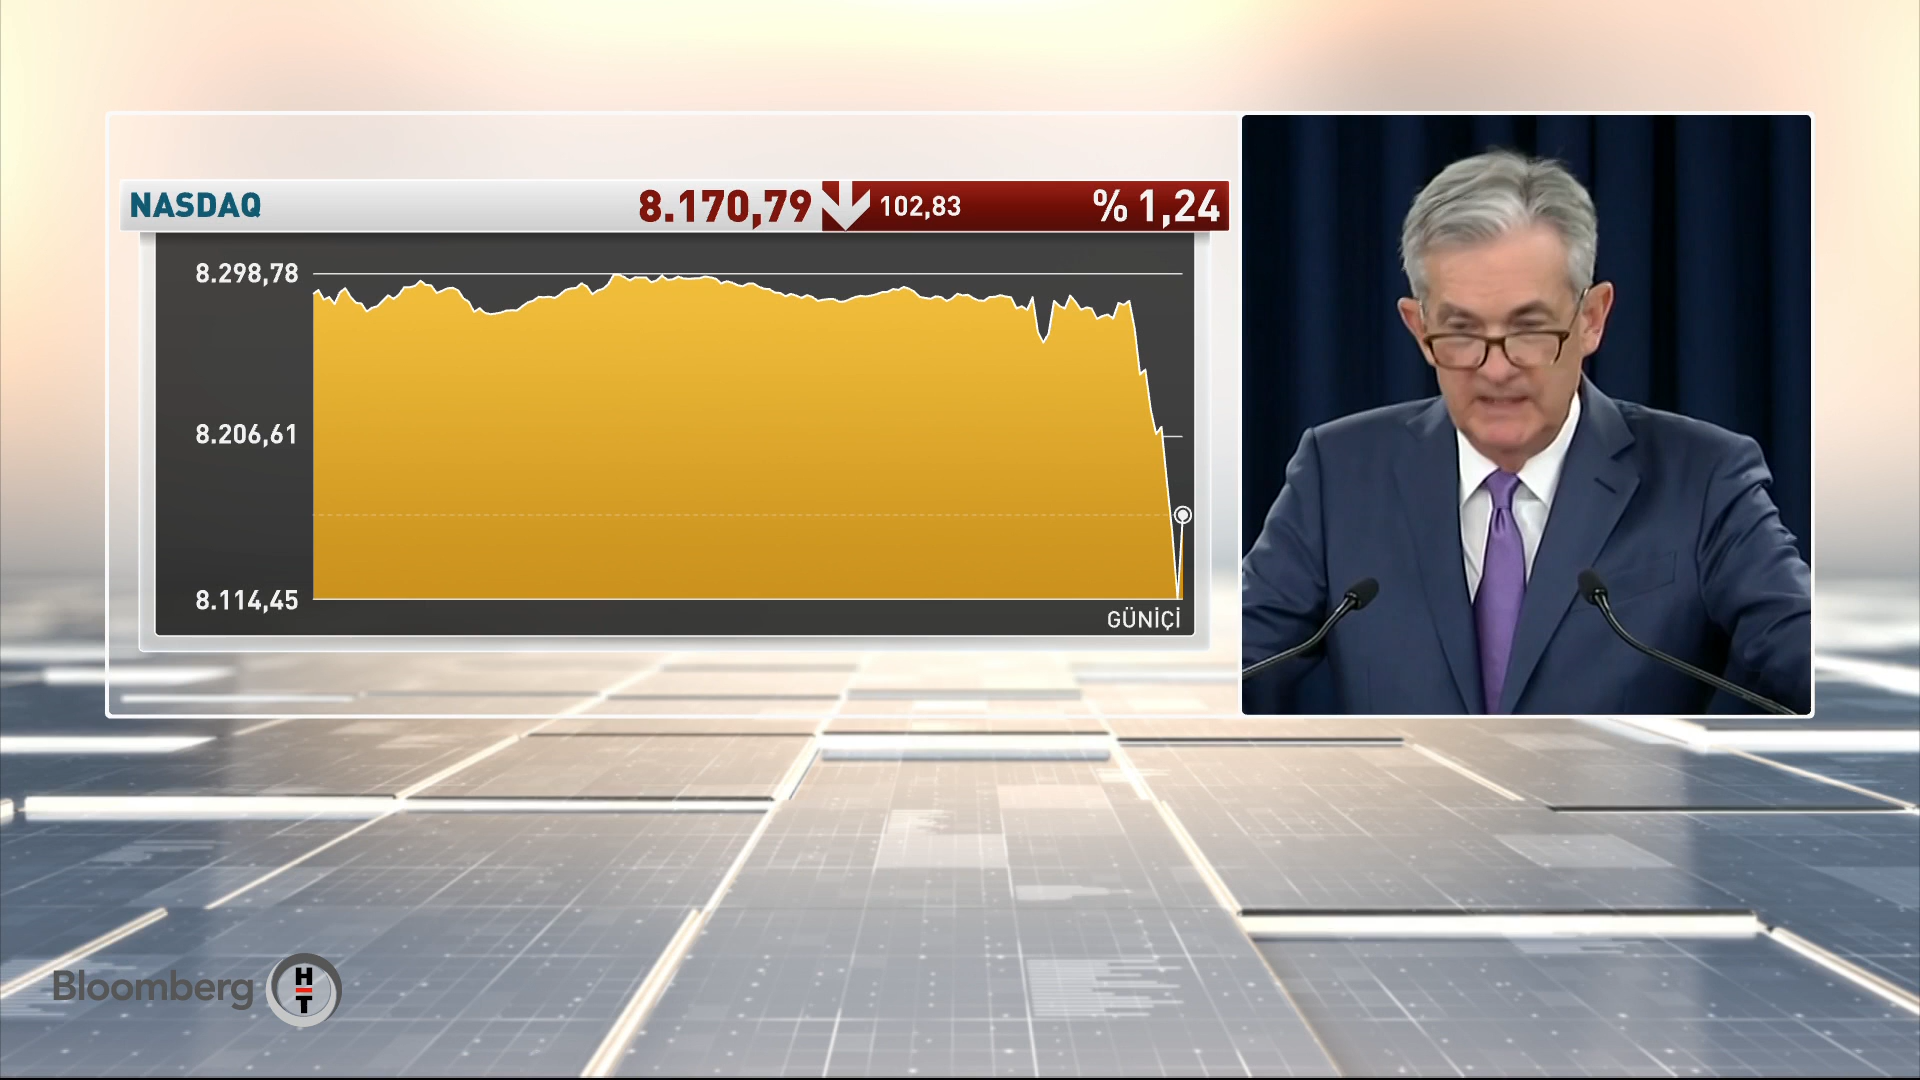 NASDAQ 8.170,79 102,83 % 1,24
8.298,78
8.206,61
8.114,45
GÜNİÇİ
Bloomberg HT